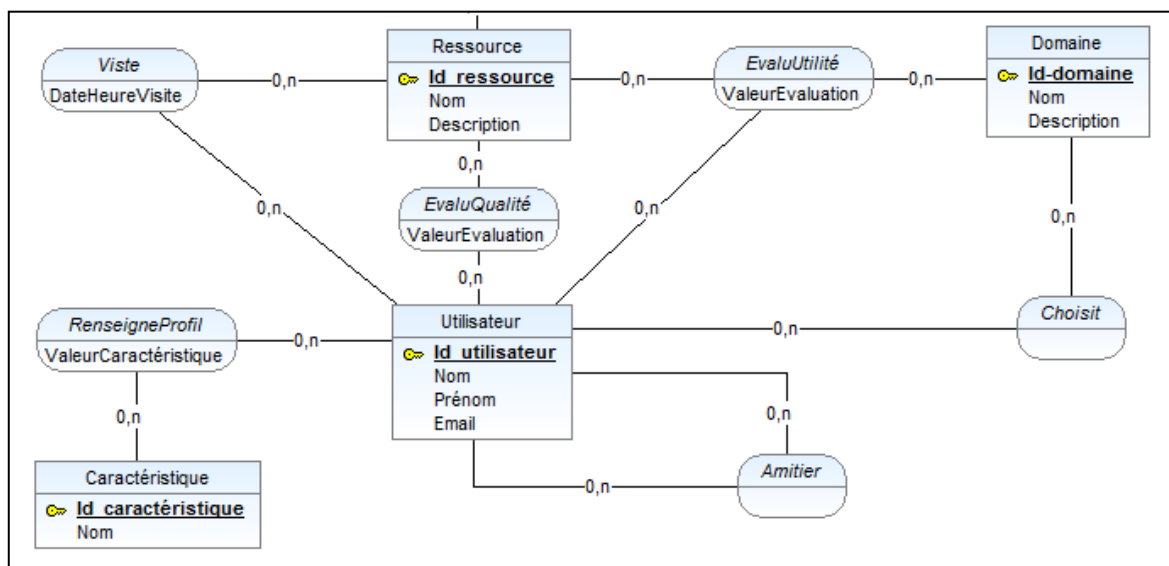 Viste
DateHeureVisite
0,n
Ressource
Id_ressource
Nom
Description
0,n
EvaluUtilité
ValeurEvaluation
0,n
Domaine
Id-domaine
Nom
Description
0,n
0,n
EvaluQualité
ValeurEvaluation
0,n
0,n
0,n
0,n
RenseigneProfil
ValeurCaractéristique
0,n
Utilisateur
Id_utilisateur
Nom
Prénom
Email
0,n
Choisit
0,n
0,n
Amitier
0,n
Caractéristique
Id_caractéristique
Nom